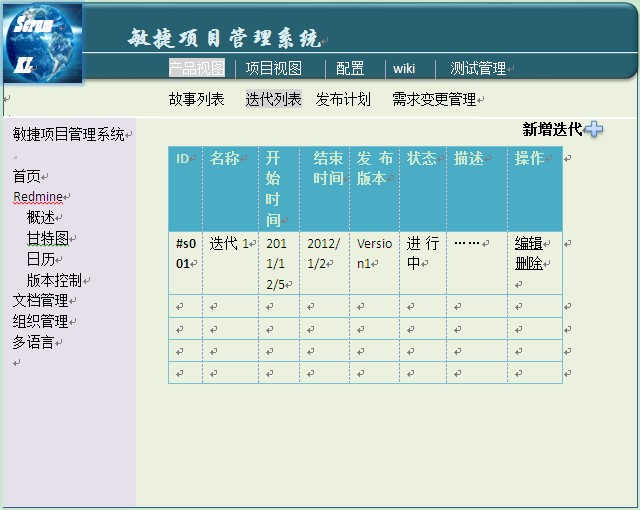 Scrum
XL
敏捷项目管理系统
产品视图 项目视图 配置 wiki 测试管理
故事列表 迭代列表 发布计划 需求变更管理
敏捷项目管理系统
首页
Redmine
概述
甘特图
日历
版本控制
文档管理
组织管理
多语言
新增迭代
ID 名称 开始时间 结束时间 发布版本 状态 描述 操作
#s001 迭代1 2011/12/5 2012/1/2 Version1 进行中 …… 编辑 删除